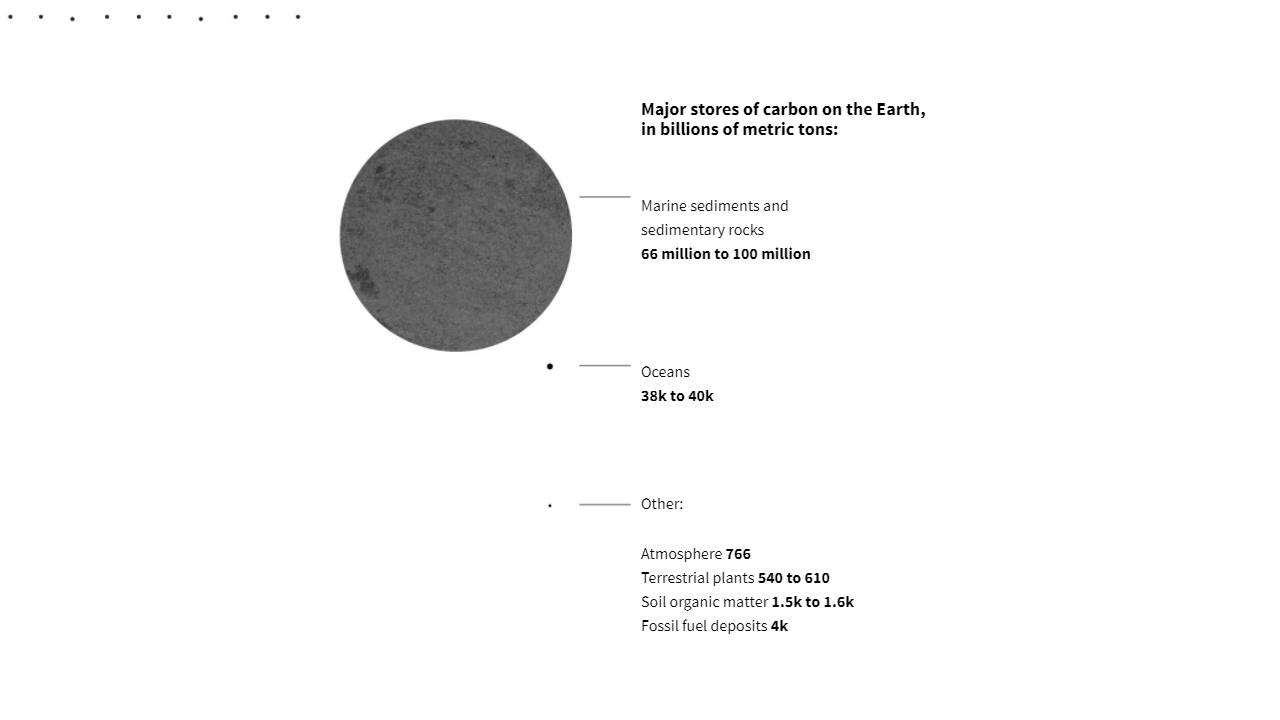 Major stores of carbon on the Earth,
in billions of metric tons:
Marine sediments and
sedimentary rocks
66 million to 100 million
Oceans
38k to 40k
Other:
Atmosphere 766
Terrestrial plants 540 to 610
Soil organic matter 1.5k to 1.6k
Fossil fuel deposits 4k